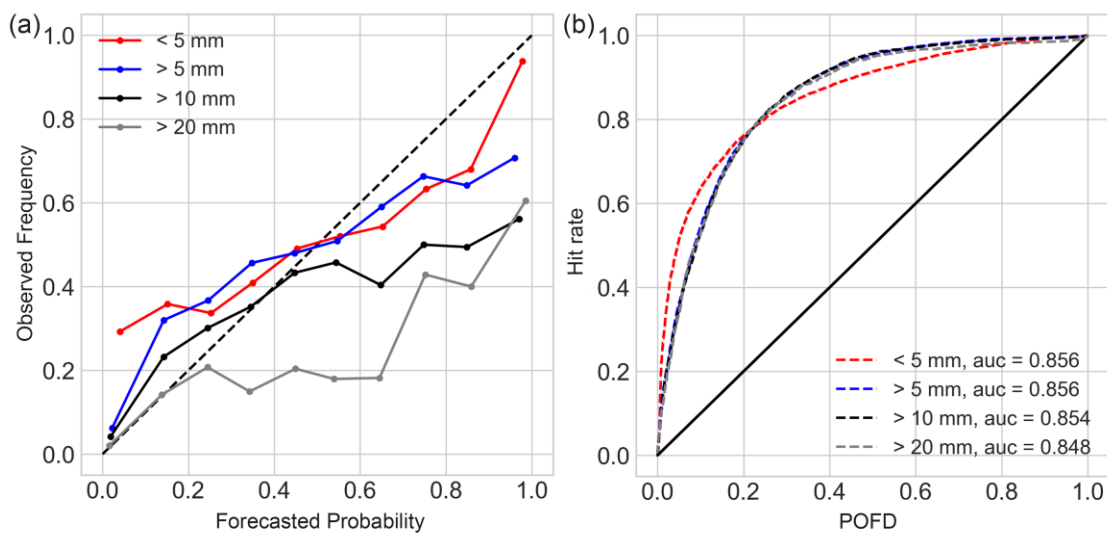 (a)
1.0
0.8
0.6
0.4
0.2
0.0
Observed Frequency
< 5 mm
> 5 mm
> 10 mm
> 20 mm
0.0 0.2 0.4 0.6 0.8 1.0
Forecasted Probability
(b)
1.0
0.8
0.6
0.4
0.2
0.0
Hit rate
< 5 mm, auc = 0.856
> 5 mm, auc = 0.856
> 10 mm, auc = 0.854
> 20 mm, auc = 0.848
0.0 0.2 0.4 0.6 0.8 1.0
POFD